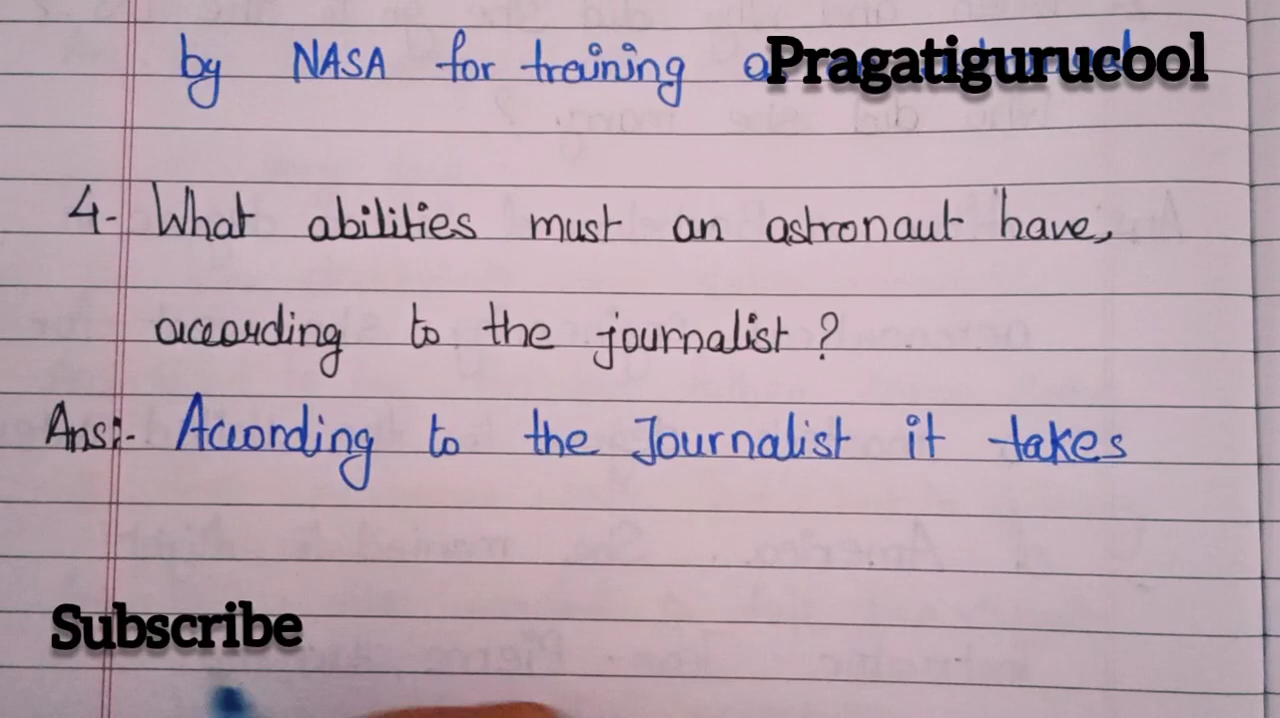 by NASA for training
Pragatigurucool
4- What abilities must an astronaut have,
according to the journalist ?
Ans:- According to the Journalist it takes
Subscribe